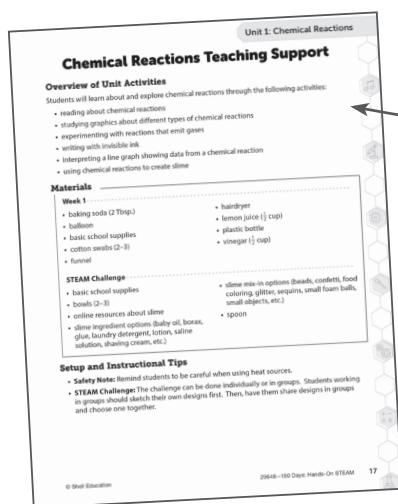 Unit 1: Chemical Reactions
Chemical Reactions Teaching Support
Overview of Unit Activities
Students will learn about and explore chemical reactions through the following activities:
• reading about chemical reactions
• studying graphics about different types of chemical reactions
• experimenting with reactions that emit gases
• writing with invisible ink
• interpreting a line graph showing data from a chemical reaction
• using chemical reactions to create slime
Materials
Week 1
• baking soda (2 Tbsp.)
• balloon
• basic school supplies
• cotton swabs (2–3)
• funnel
• hairdryer
• lemon juice (½ cup)
• plastic bottle
• vinegar (½ cup)
STEAM Challenge
• basic school supplies
• bowls (2–3)
• online resources about slime
• slime ingredient options (baby oil, borax,
glue, laundry detergent, lotion, saline
solution, shaving cream, etc.)
• slime mix-in options (beads, confetti, food
coloring, glitter, sequins, small foam balls,
small objects, etc.)
• spoon
Setup and Instructional Tips
• Safety Note: Remind students to be careful when using heat sources.
• STEAM Challenge: The challenge can be done individually or in groups. Students working
in groups should sketch their own designs first. Then, have them share designs in groups
and choose one together.
© Shell Education
29648—180 Days: Hands-On STEAM
17